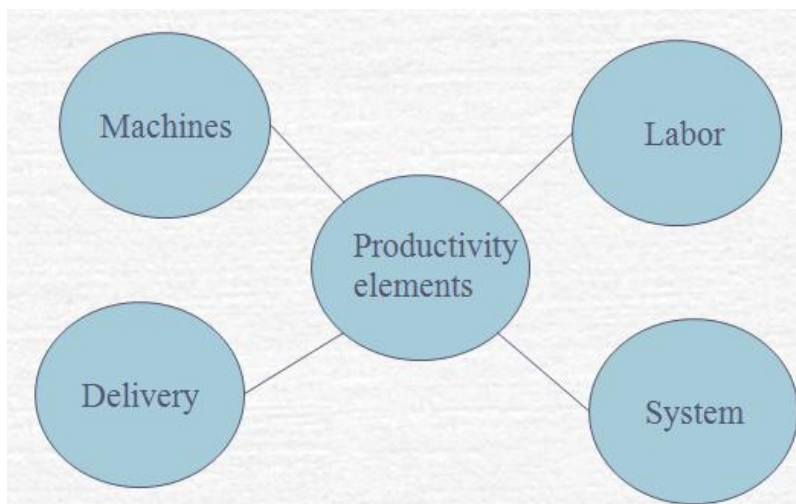 Machines
Labor
Productivity
elements
Delivery
System